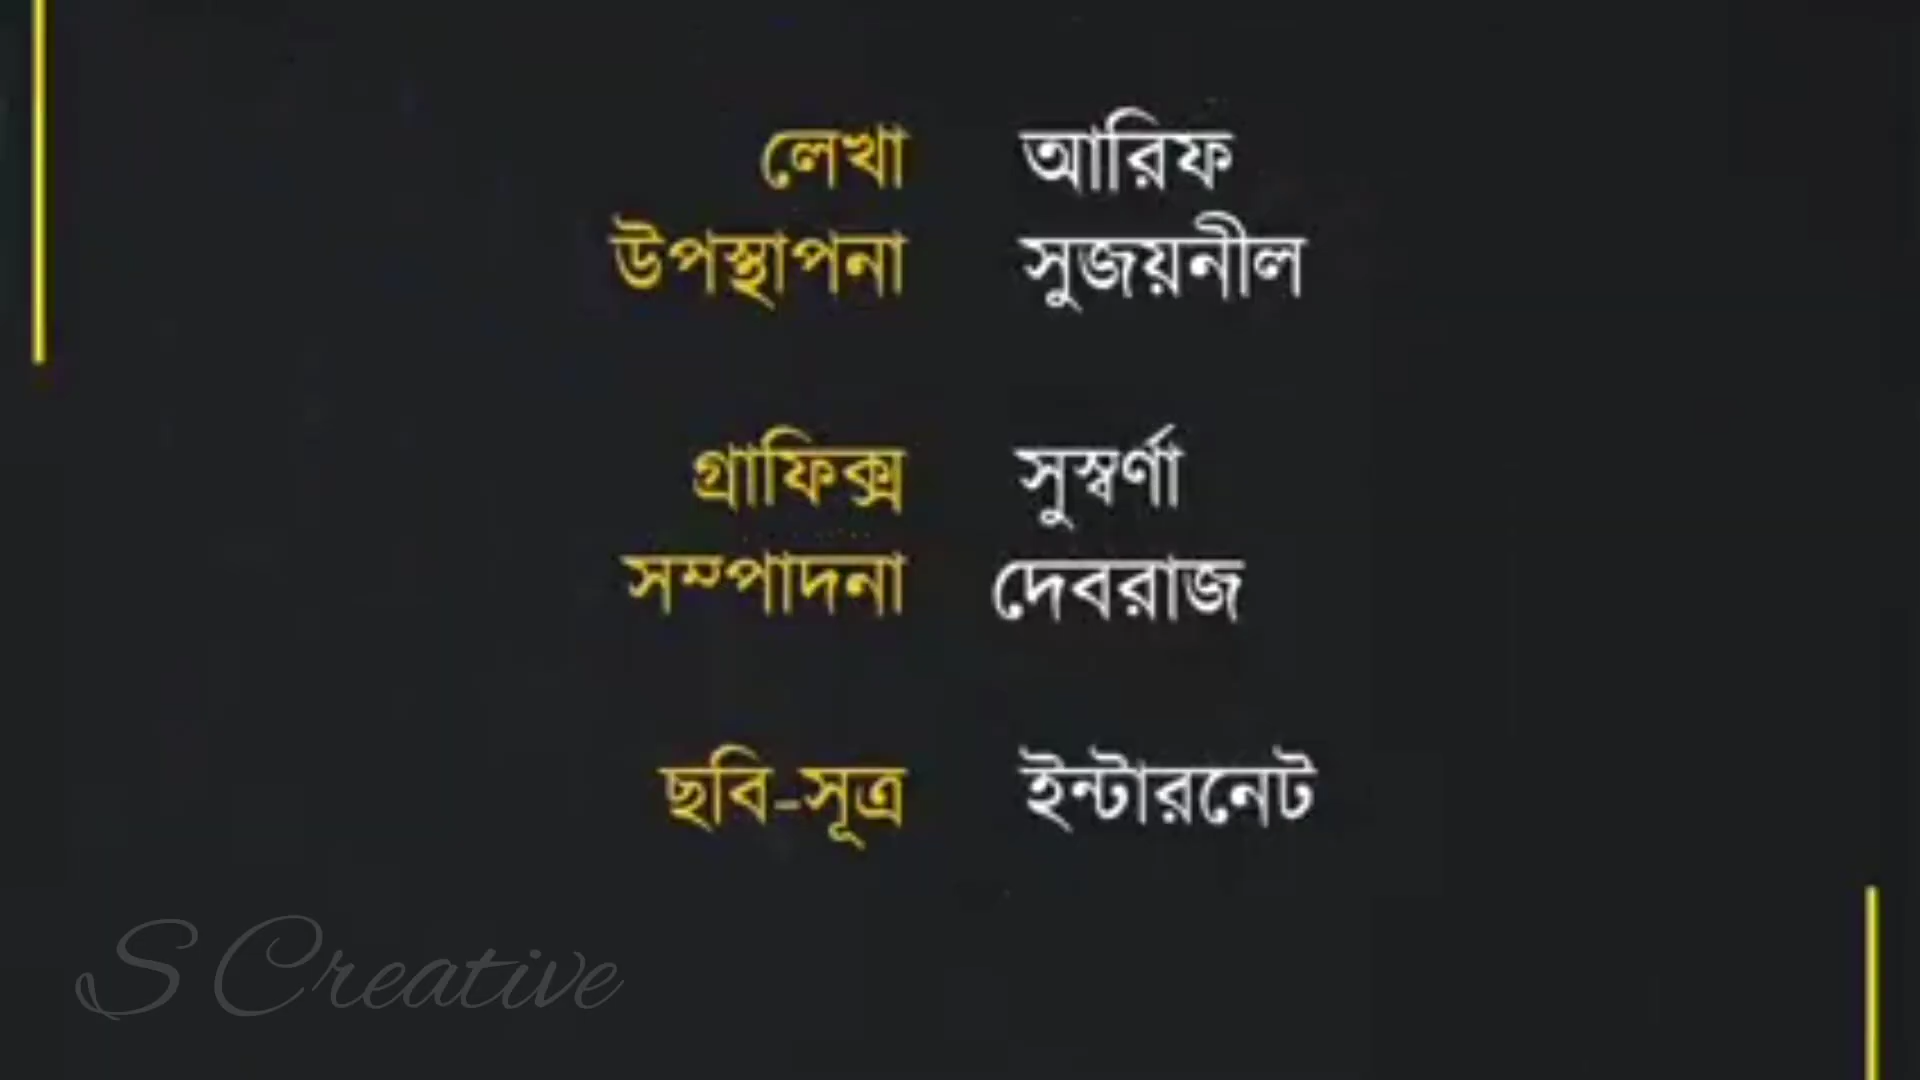 লেখা আরিফ
উপস্থাপনা সুজয়নীল
গ্রাফিক্স সুস্বর্ণা
সম্পাদনা দেবরাজ
ছবি-সূত্র ইন্টারনেট
S Creative